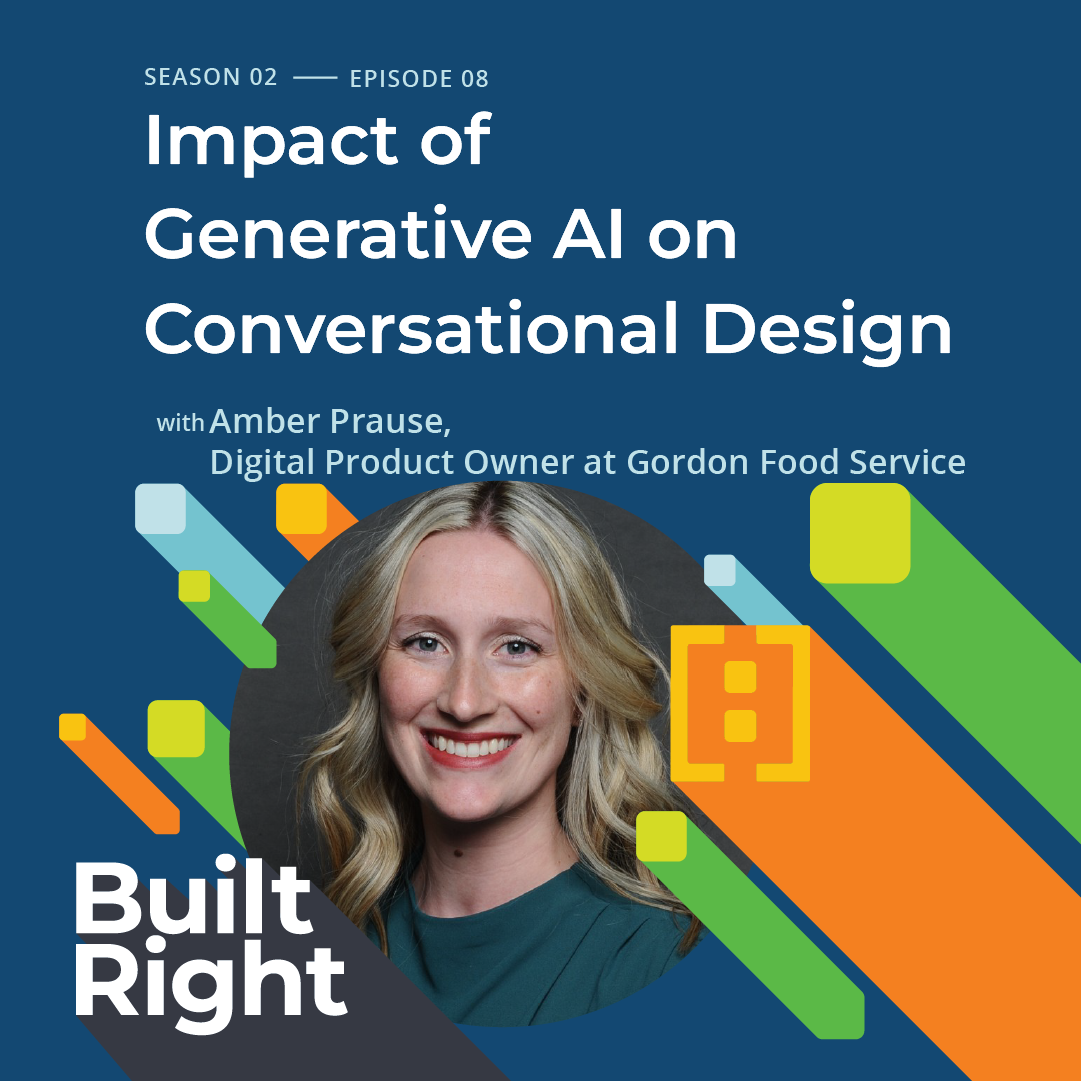 SEASON 02 — EPISODE 08
Impact of
Generative AI on
Conversational Design
with Amber Prause,
Digital Product Owner at Gordon Food Service
Built
Right